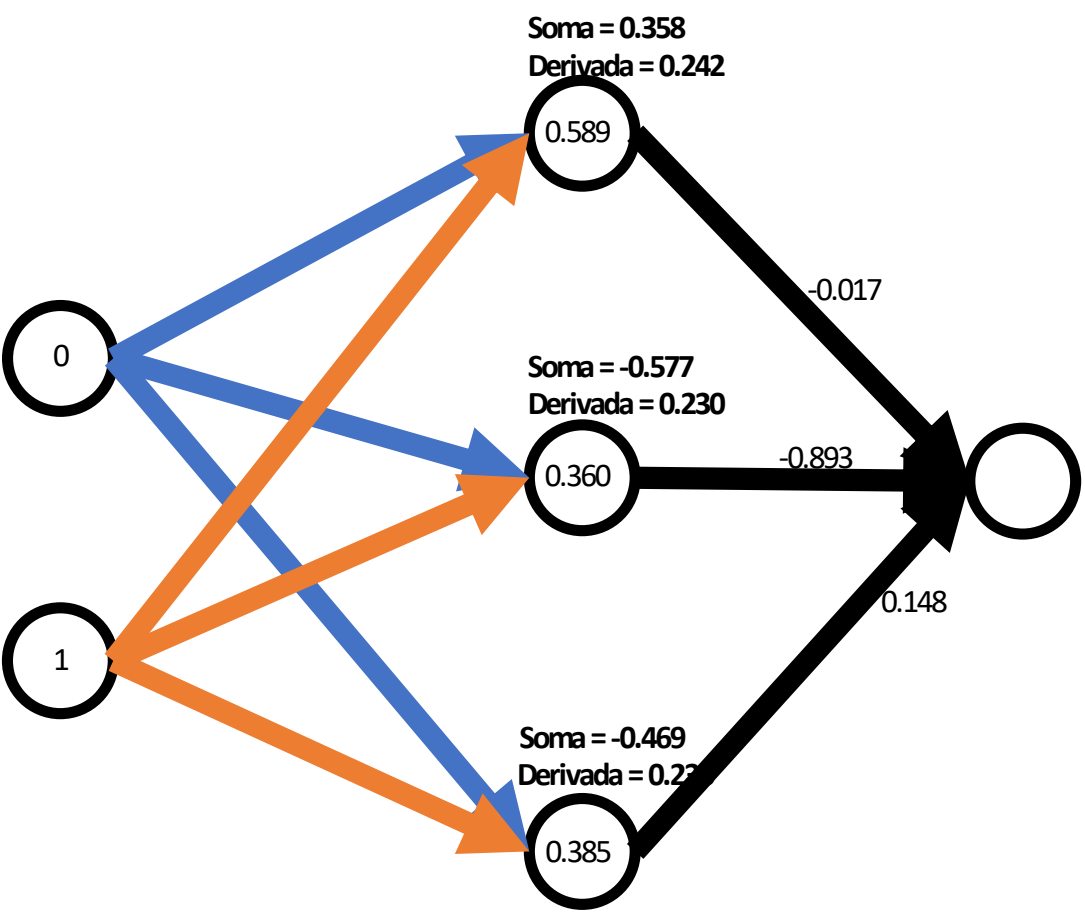 Soma = 0.358
Derivada = 0.242
0.589
-0.017
0
Soma = -0.577
Derivada = 0.230
-0.893
0.360
0.148
1
Soma = -0.469
Derivada =
0.385